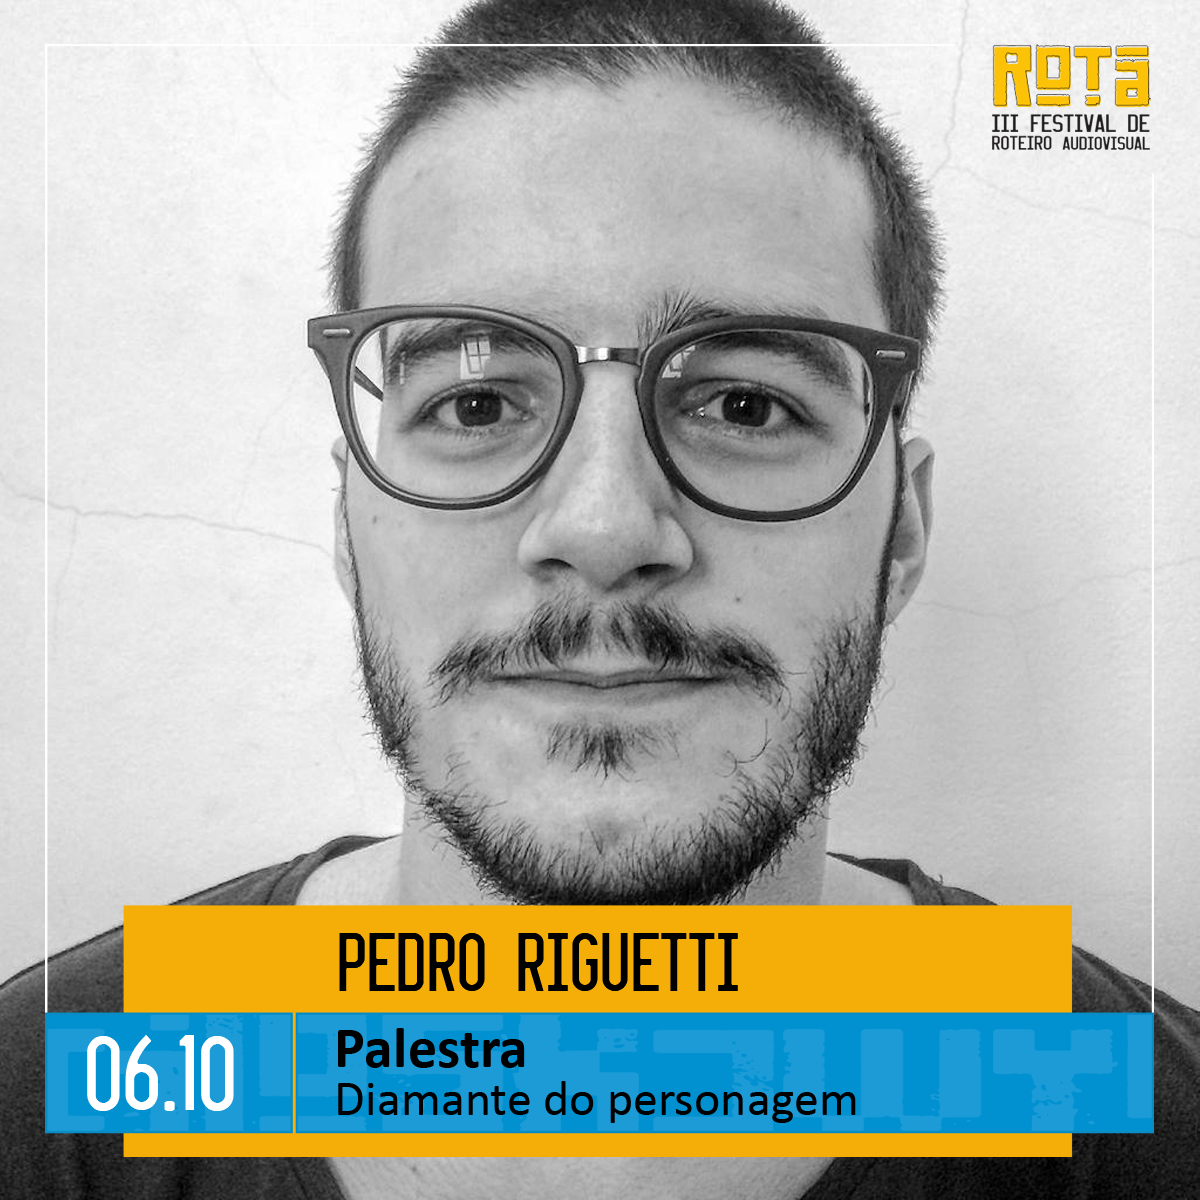 ROTA
III FESTIVAL DE
ROTEIRO AUDIOVISUAL
PEDRO RIGUETTI
06.10
Palestra
Diamante do personagem